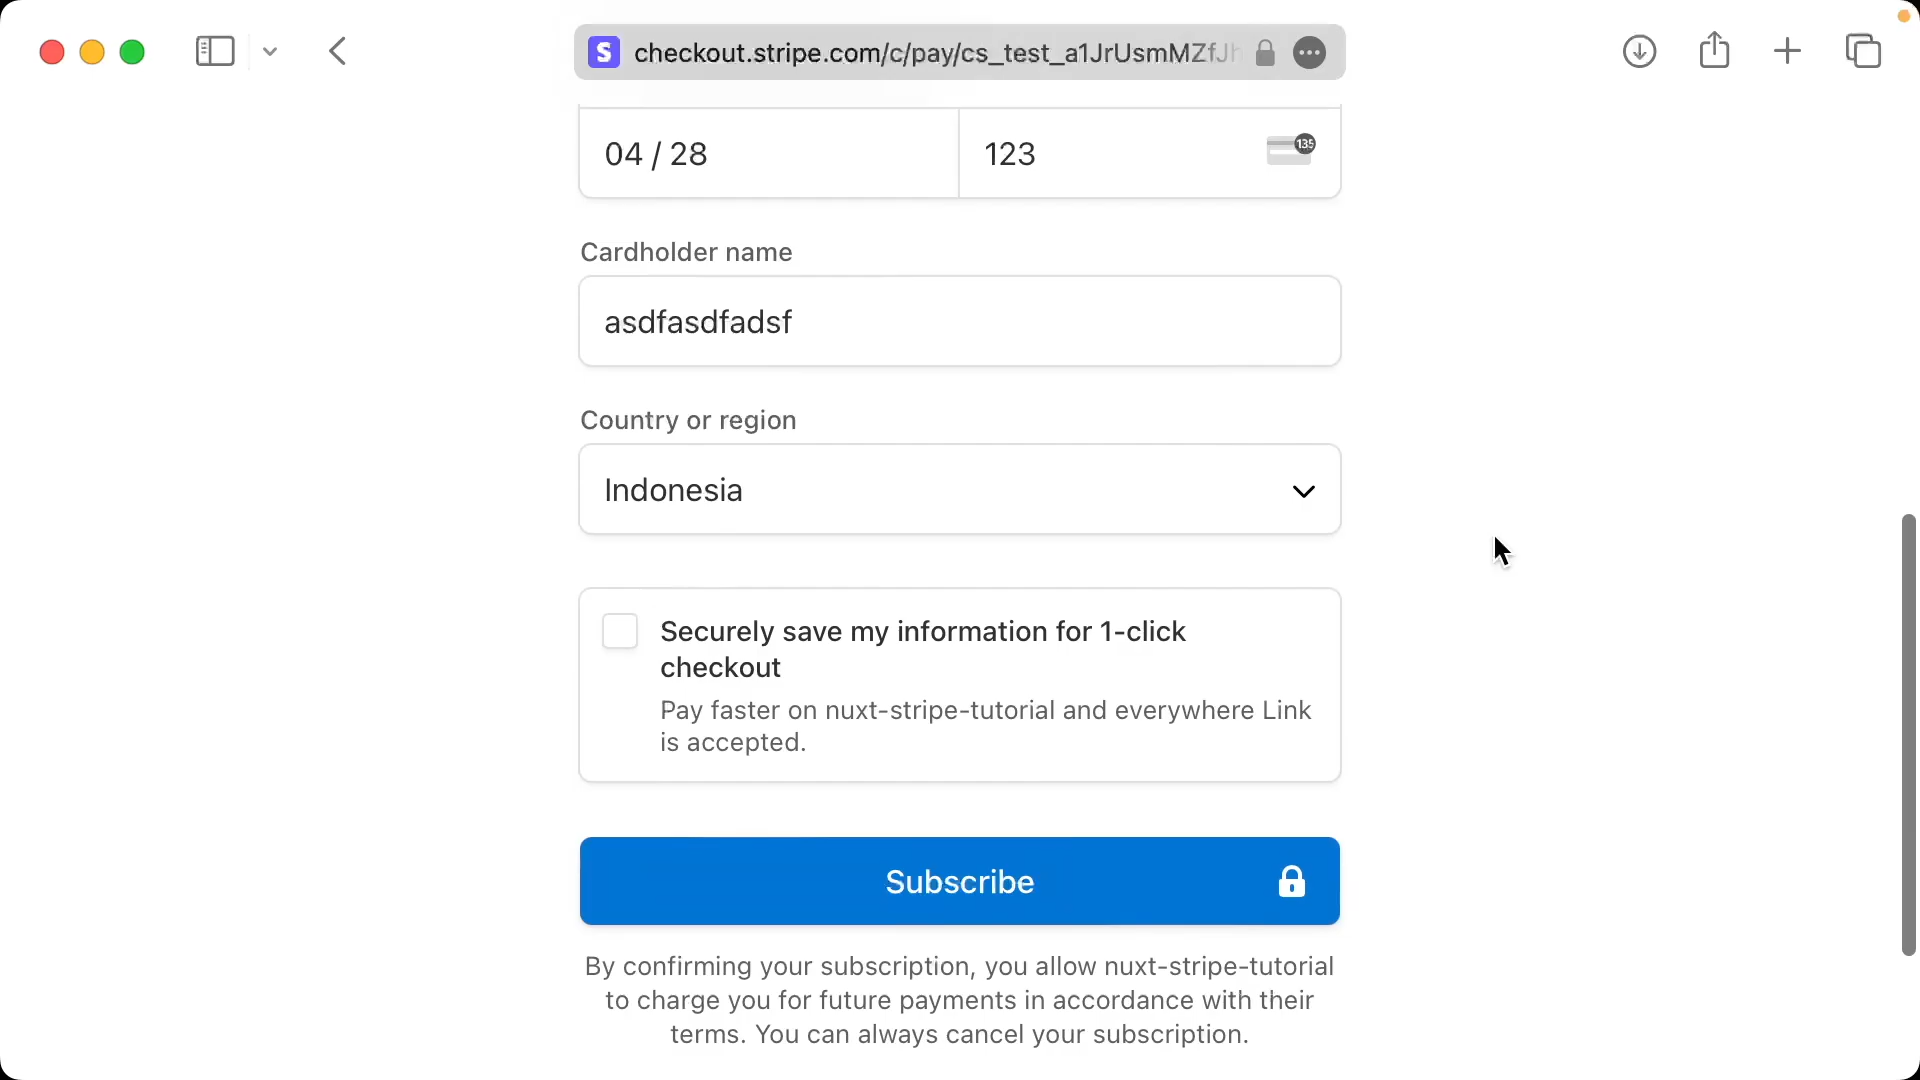 S checkout.stripe.com/c/pay/cs_test_a1JrUsmMZfJh
04 / 28
123
135
Cardholder name
asdfasdfadsf
Country or region
Indonesia
Securely save my information for 1-click
checkout
Pay faster on nuxt-stripe-tutorial and everywhere Link
is accepted.
Subscribe
By confirming your subscription, you allow nuxt-stripe-tutorial
to charge you for future payments in accordance with their
terms. You can always cancel your subscription.